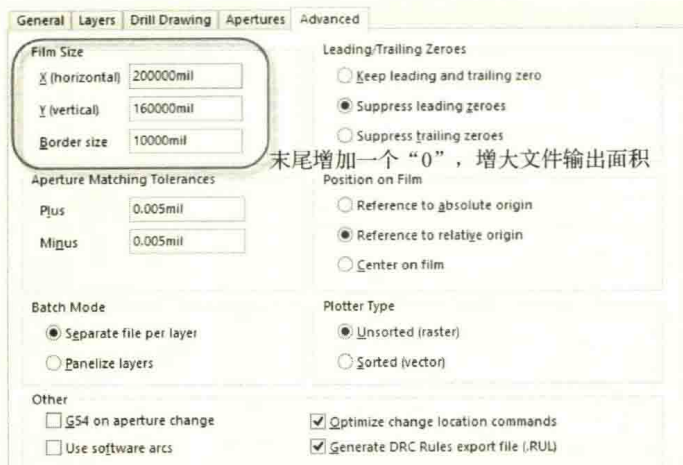 General Layers Drill Drawing Apertures Advanced
Film Size
X (horizontal) 200000mil
Y (vertical) 160000mil
Border size 10000mil
Leading/Trailing Zeroes
Keep leading and trailing zero
Suppress leading zeroes
Suppress trailing zeroes
末尾增加一个“0”，增大文件输出面积
Aperture Matching Tolerances
Plus 0.005mil
Minus 0.005mil
Position on Film
Reference to absolute origin
Reference to relative origin
Center on film
Batch Mode
Separate file per layer
Panelize layers
Plotter Type
Unsorted (raster)
Sorted (vector)
Other
G54 on aperture change
Use software arcs
Optimize change location commands
Generate DRC Rules export file (.RUL)